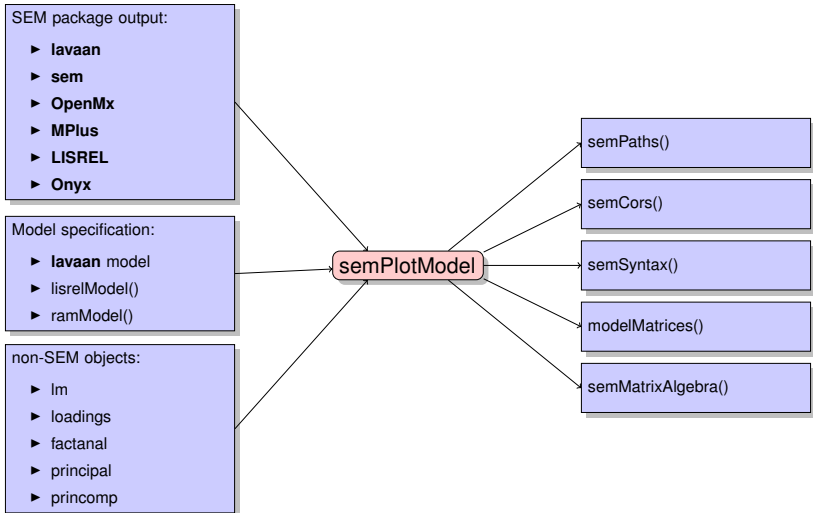 SEM package output:
► lavaan
► sem
► OpenMx
► MPlus
► LISREL
► Onyx
Model specification:
► lavaan model
► lisrelModel()
► ramModel()
non-SEM objects:
► lm
► loadings
► factanal
► principal
► princomp
semPlotModel
semPaths()
semCors()
semSyntax()
modelMatrices()
semMatrixAlgebra()